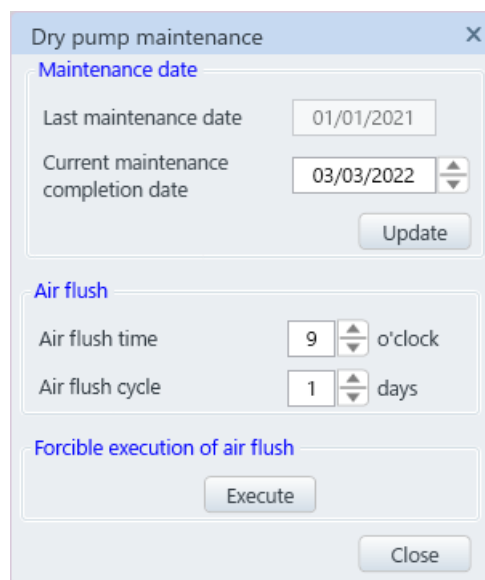 Dry pump maintenance
Maintenance date
Last maintenance date 01/01/2021
Current maintenance
completion date 03/03/2022
Update
Air flush
Air flush time 9 o'clock
Air flush cycle 1 days
Forcible execution of air flush
Execute
Close